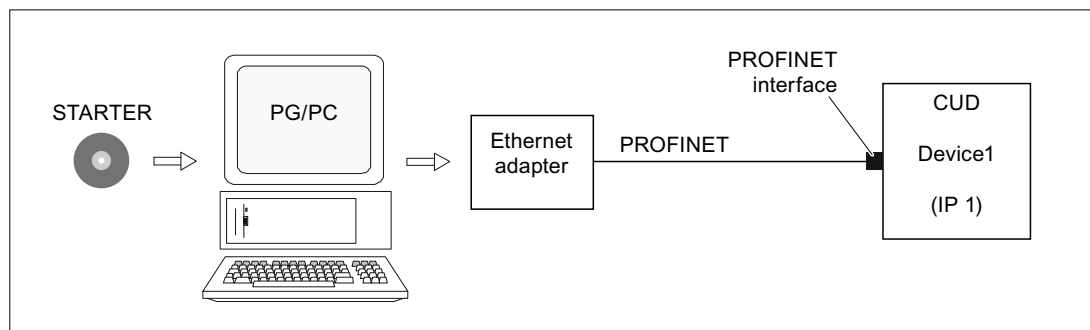 STARTER
PG/PC
Ethernet
adapter
PROFINET
PROFINET
interface
CUD
Device1
(IP 1)